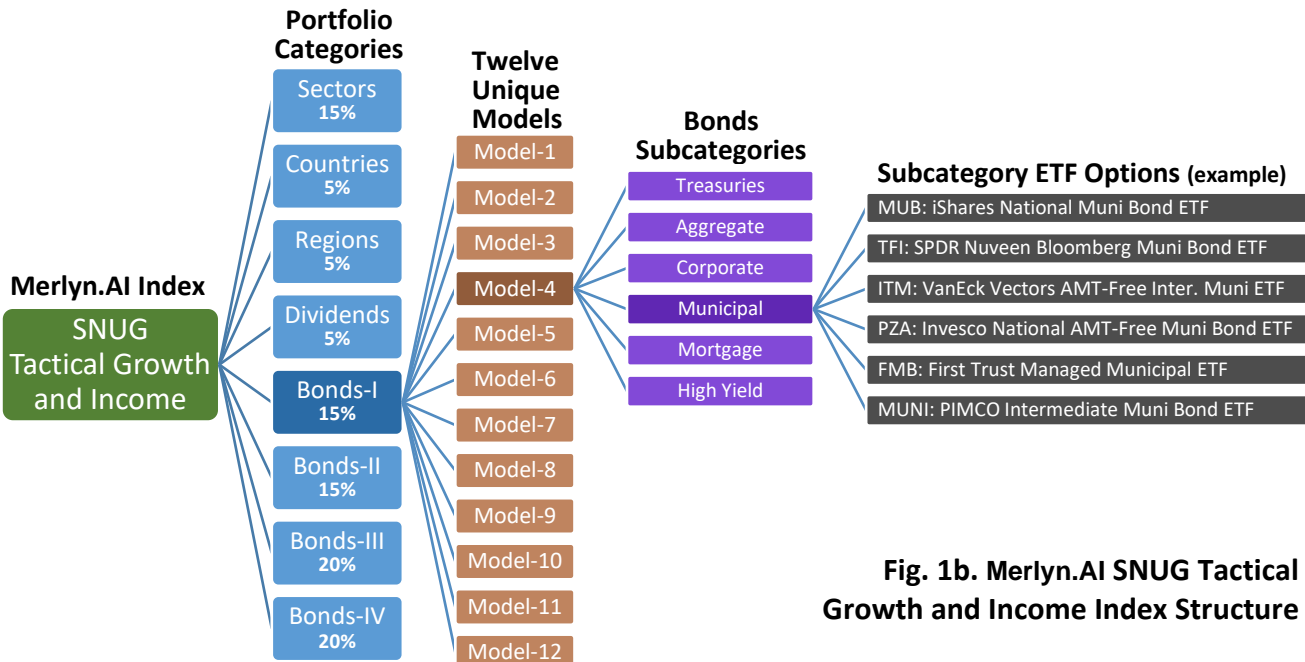 Merlyn.AI Index
SNUG
Tactical Growth
and Income
Portfolio
Categories
Sectors
15%
Countries
5%
Regions
5%
Dividends
5%
Bonds-I
15%
Bonds-II
15%
Bonds-III
20%
Bonds-IV
20%
Twelve
Unique
Models
Model-1
Model-2
Model-3
Model-4
Model-5
Model-6
Model-7
Model-8
Model-9
Model-10
Model-11
Model-12
Bonds
Subcategories
Treasuries
Aggregate
Corporate
Municipal
Mortgage
High Yield
Subcategory ETF Options (example)
MUB: iShares National Muni Bond ETF
TFI: SPDR Nuveen Bloomberg Muni Bond ETF
ITM: VanEck Vectors AMT-Free Inter. Muni ETF
PZA: Invesco National AMT-Free Muni Bond ETF
FMB: First Trust Managed Municipal ETF
MUNI: PIMCO Intermediate Muni Bond ETF
Fig. 1b. Merlyn.AI SNUG Tactical
Growth and Income Index Structure